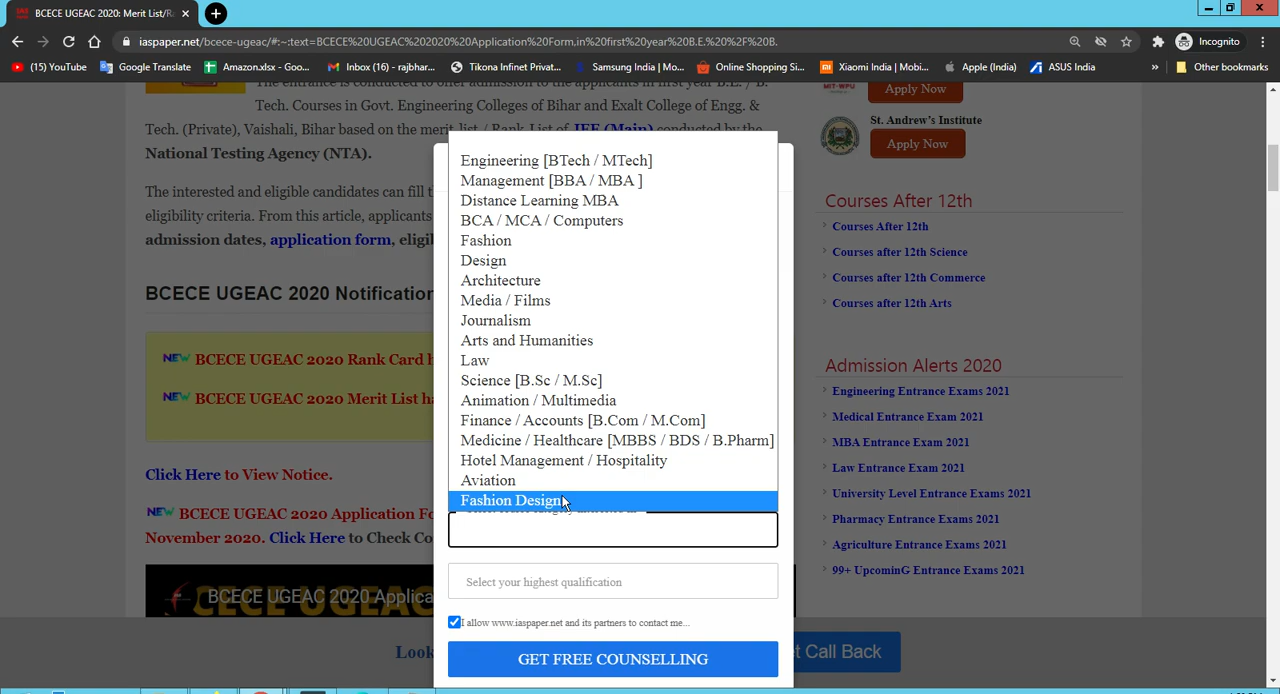 BCECE UGEAC 2020: Merit List/Ra
Incognito
iaspaper.net/bcece-ugeac/#:~:text=BCECE%20UGEAC%202020%20Application%20Form,in%20first%20year%20B.E.%20%2F%20B.
(15) YouTube
Google Translate
Amazon.xlsx - Goo...
Inbox (16) - rajbhar...
Tikona Infinet Privat...
Samsung India | Mo...
Online Shopping Si...
Xiaomi India | Mobi...
Apple (India)
ASUS India
»
Other bookmarks
The entrance is conducted to offer admission to the applicants in first year B.E. / B.
Tech. Courses in Govt. Engineering Colleges of Bihar and Exalt College of Engg. &
Tech. (Private), Vaishali, Bihar based on the merit list / Rank List of JEE (Main) conducted by the
National Testing Agency (NTA).
The interested and eligible candidates can fill t
eligibility criteria. From this article, applicants
admission dates, application form, eligi
BCECE UGEAC 2020 Notification
NEW BCECE UGEAC 2020 Rank Card h
NEW BCECE UGEAC 2020 Merit List ha
Click Here to View Notice.
NEW BCECE UGEAC 2020 Application Fo
November 2020. Click Here to Check Co
BCECE UGEAC 2020 Applica
Look
Engineering [BTech / MTech]
Management [BBA / MBA ]
Distance Learning MBA
BCA / MCA / Computers
Fashion
Design
Architecture
Media / Films
Journalism
Arts and Humanities
Law
Science [B.Sc / M.Sc]
Animation / Multimedia
Finance / Accounts [B.Com / M.Com]
Medicine / Healthcare [MBBS / BDS / B.Pharm]
Hotel Management / Hospitality
Aviation
Fashion Design
Select your highest qualification
I allow www.iaspaper.net and its partners to contact me...
GET FREE COUNSELLING
t Call Back
MIT-WPU
Apply Now
St. Andrew's Institute
Apply Now
Courses After 12th
Courses After 12th
Courses after 12th Science
Courses after 12th Commerce
Courses after 12th Arts
Admission Alerts 2020
Engineering Entrance Exams 2021
Medical Entrance Exam 2021
MBA Entrance Exam 2021
Law Entrance Exam 2021
University Level Entrance Exams 2021
Pharmacy Entrance Exams 2021
Agriculture Entrance Exams 2021
99+ UpcominG Entrance Exams 2021